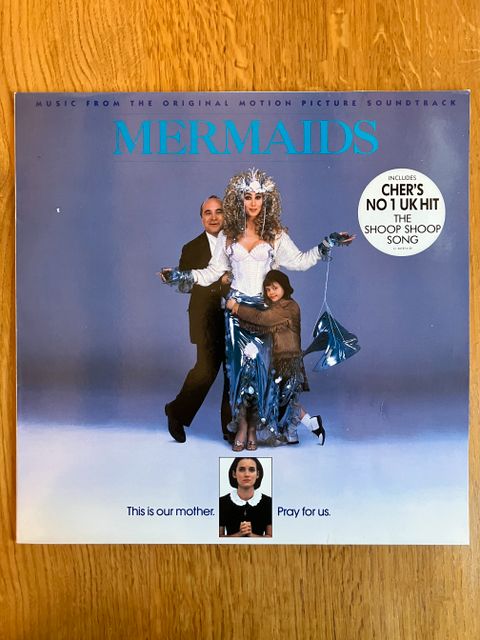 MUSIC FROM THE ORIGINAL MOTION PICTURE SOUNDTRACK
MERMAIDS
INCLUDES
CHER'S
NO 1 UK HIT
THE
SHOOP SHOOP
SONG
This is our mother. Pray for us.